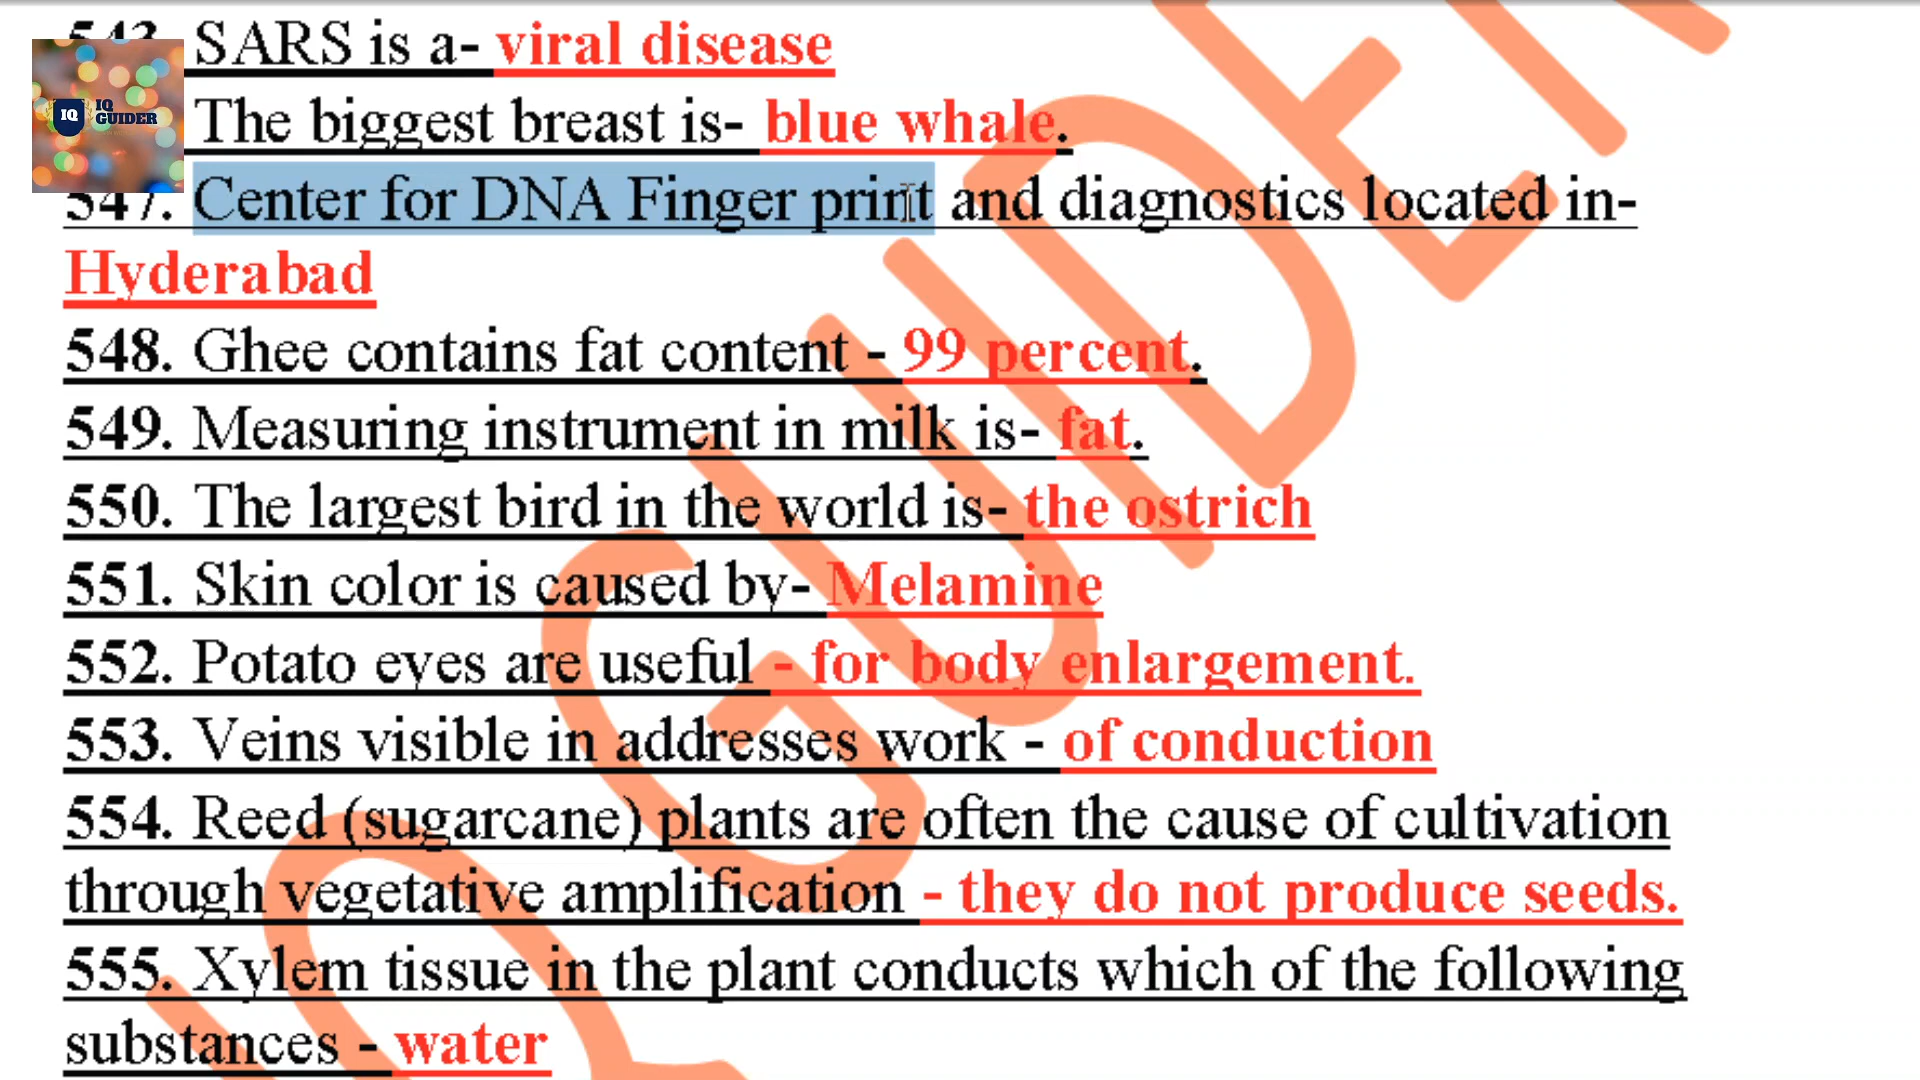 SARS is a- viral disease
IQ
IQ
GUIDER
The biggest breast is- blue whale.
547. Center for DNA Finger print and diagnostics located in-
Hyderabad
548. Ghee contains fat content - 99 percent.
549. Measuring instrument in milk is- fat.
550. The largest bird in the world is- the ostrich
551. Skin color is caused by- Melamine
552. Potato eyes are useful - for body enlargement.
553. Veins visible in addresses work - of conduction
554. Reed (sugarcane) plants are often the cause of cultivation
through vegetative amplification - they do not produce seeds.
555. Xylem tissue in the plant conducts which of the following
substances - water
IQ GUIDER